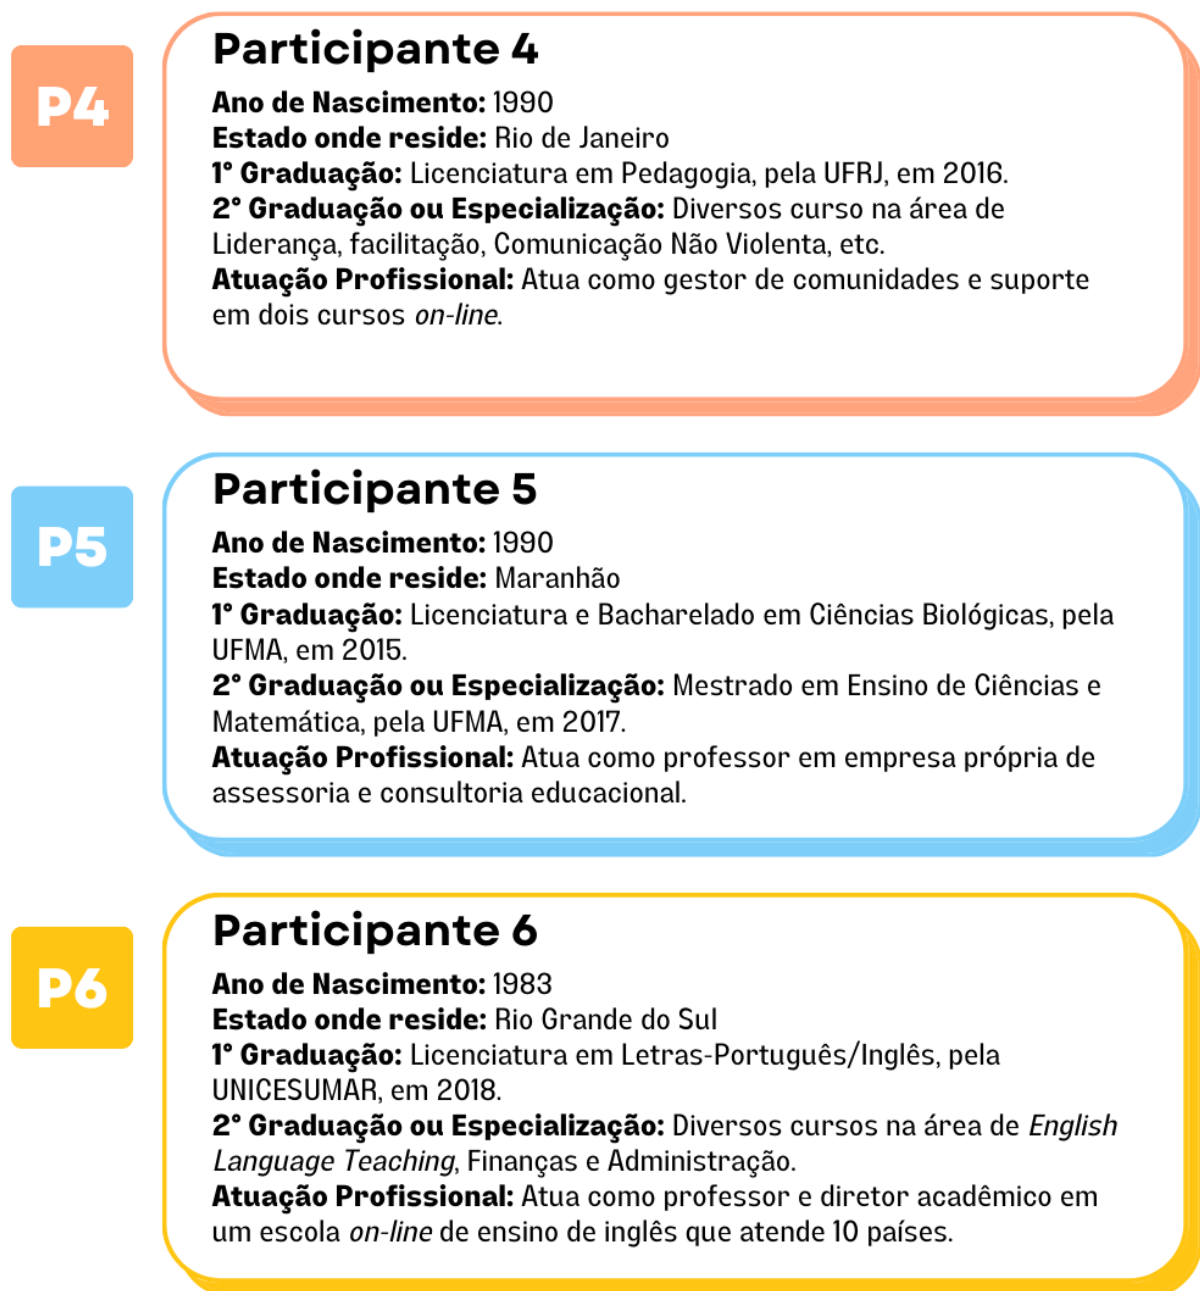 P4
Participante 4
Ano de Nascimento: 1990
Estado onde reside: Rio de Janeiro
1° Graduação: Licenciatura em Pedagogia, pela UFRJ, em 2016.
2° Graduação ou Especialização: Diversos curso na área de
Liderança, facilitação, Comunicação Não Violenta, etc.
Atuação Profissional: Atua como gestor de comunidades e suporte
em dois cursos on-line.
P5
Participante 5
Ano de Nascimento: 1990
Estado onde reside: Maranhão
1° Graduação: Licenciatura e Bacharelado em Ciências Biológicas, pela
UFMA, em 2015.
2° Graduação ou Especialização: Mestrado em Ensino de Ciências e
Matemática, pela UFMA, em 2017.
Atuação Profissional: Atua como professor em empresa própria de
assessoria e consultoria educacional.
P6
Participante 6
Ano de Nascimento: 1983
Estado onde reside: Rio Grande do Sul
1° Graduação: Licenciatura em Letras-Português/Inglês, pela
UNICESUMAR, em 2018.
2° Graduação ou Especialização: Diversos cursos na área de English
Language Teaching, Finanças e Administração.
Atuação Profissional: Atua como professor e diretor acadêmico em
um escola on-line de ensino de inglês que atende 10 países.